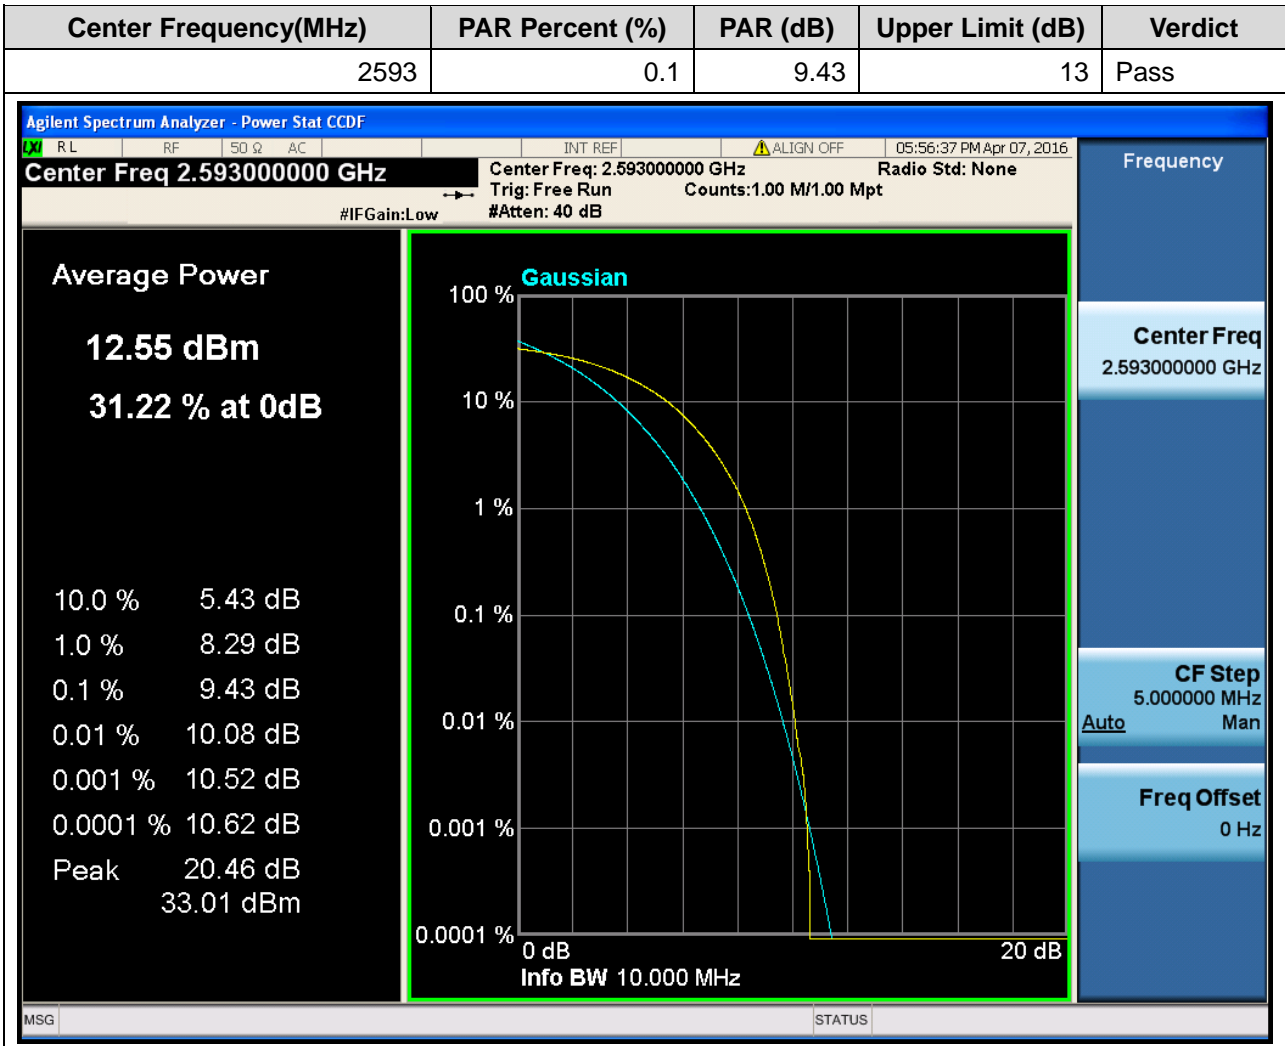 Center Frequency(MHz) PAR Percent (%) PAR (dB) Upper Limit (dB) Verdict
2593 0.1 9.43 13 Pass
Agilent Spectrum Analyzer - Power Stat CCDF
LXI RL RF 50 Ω AC INT REF ALIGN OFF 05:56:37 PM Apr 07, 2016
Center Freq 2.593000000 GHz
Center Freq: 2.593000000 GHz Radio Std: None
Trig: Free Run Counts:1.00 M/1.00 Mpt
#IFGain:Low #Atten: 40 dB
Average Power
12.55 dBm
31.22 % at 0dB
10.0 % 5.43 dB
1.0 % 8.29 dB
0.1 % 9.43 dB
0.01 % 10.08 dB
0.001 % 10.52 dB
0.0001 % 10.62 dB
Peak 20.46 dB
33.01 dBm
Gaussian
100 %
10 %
1 %
0.1 %
0.01 %
0.001 %
0.0001 %
0 dB 20 dB
Info BW 10.000 MHz
Frequency
Center Freq
2.593000000 GHz
CF Step
5.000000 MHz
Auto Man
Freq Offset
0 Hz
MSG STATUS